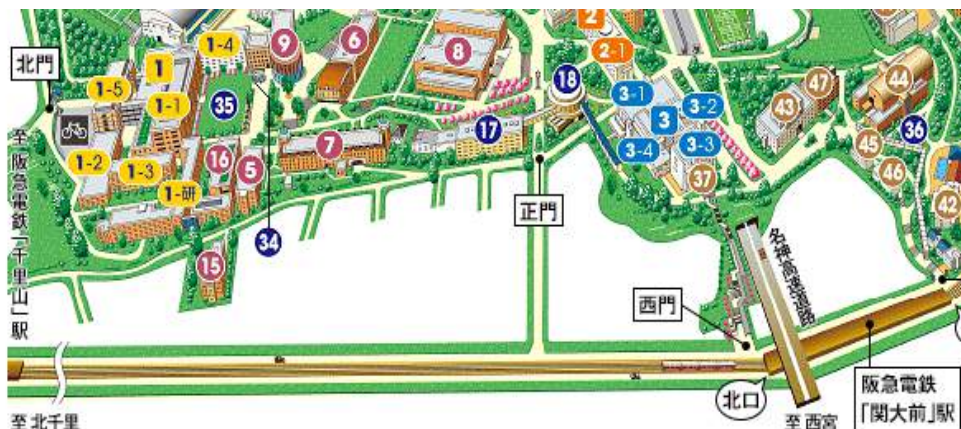 北門
1-5
1
1-4
9
6
8
2
2-1
18
3-1
3-2
3
3-4
3-3
37
47
43
44
36
45
46
42
1-1
35
17
1-2
1-3
16
5
7
1-研
34
15
正門
至 阪急電鉄「千里山」駅
名神高速道路
西門
北口
阪急電鉄
「関大前」駅
至 北千里
至 西宮